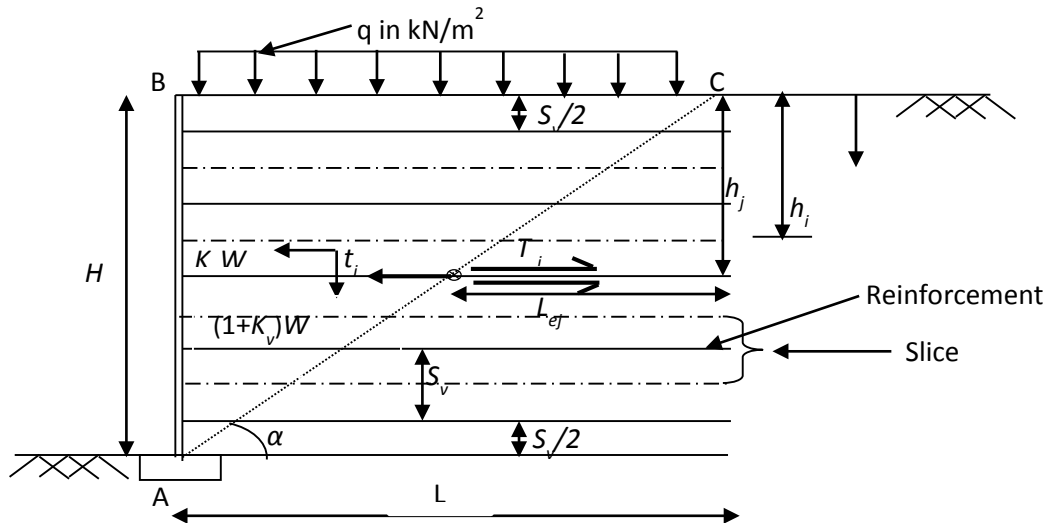 q in kN/m²
B
C
Sᵥ/2
hⱼ
hᵢ
H
K W
tᵢ
Tᵢ
Lₑⱼ
Reinforcement
(1+Kᵥ)W
Slice
Sᵥ
α
Sᵥ/2
A
L